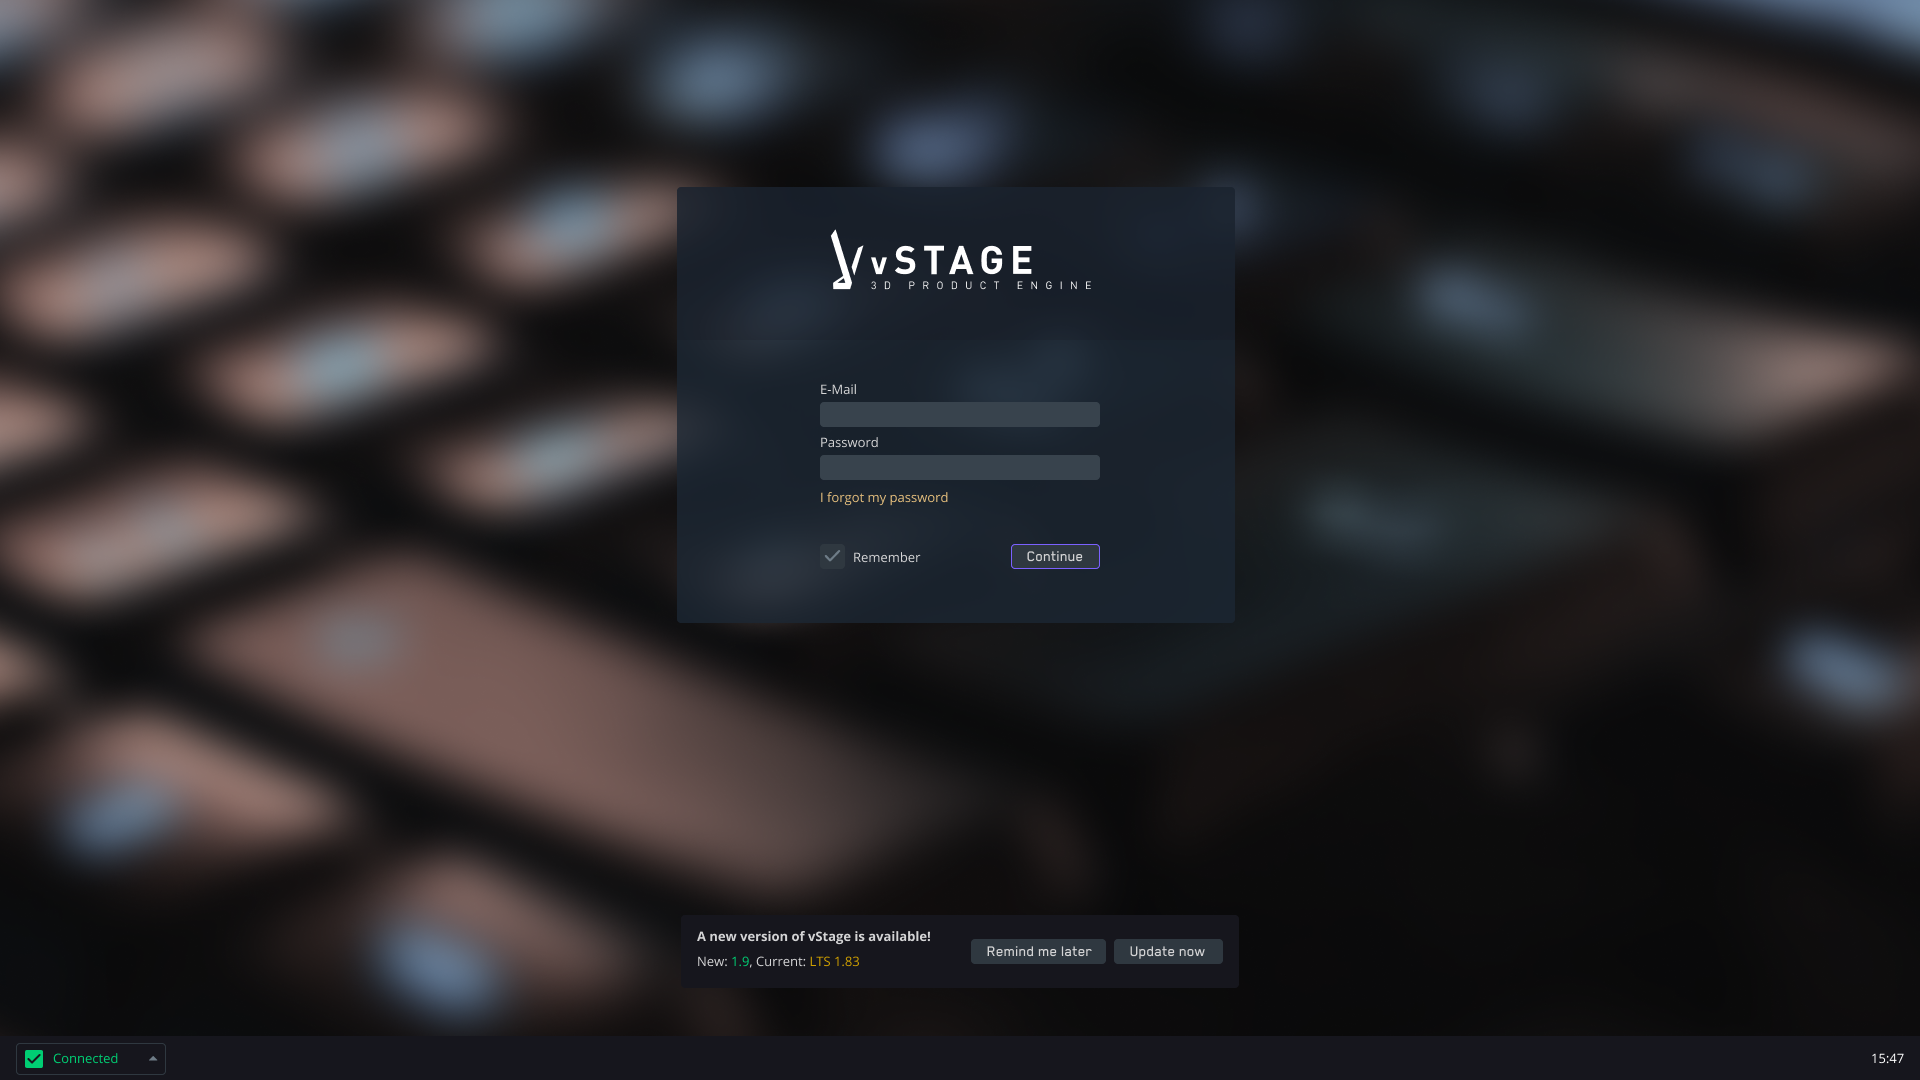 vSTAGE
3D PRODUCT ENGINE
E-Mail
Password
I forgot my password
Remember
Continue
A new version of vStage is available!
New: 1.9, Current: LTS 1.83
Remind me later
Update now
Connected
15:47